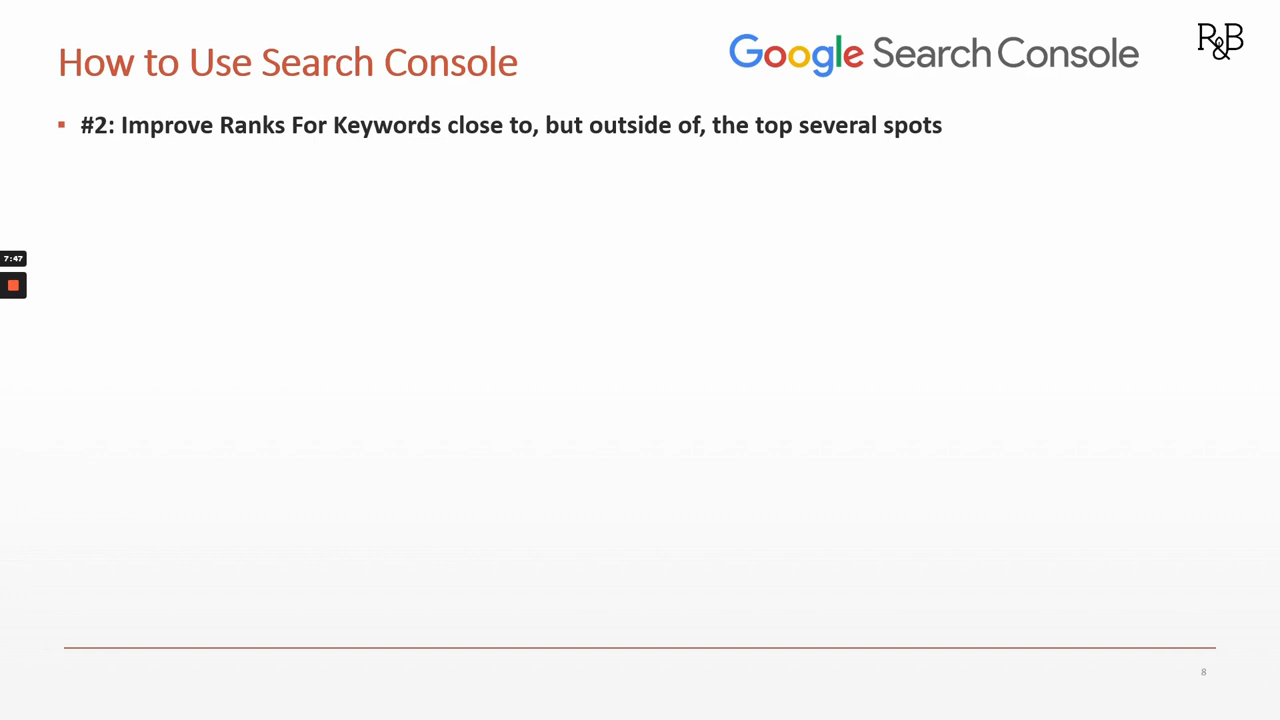 How to Use Search Console
Google Search Console
R&B
#2: Improve Ranks For Keywords close to, but outside of, the top several spots
7:47
8